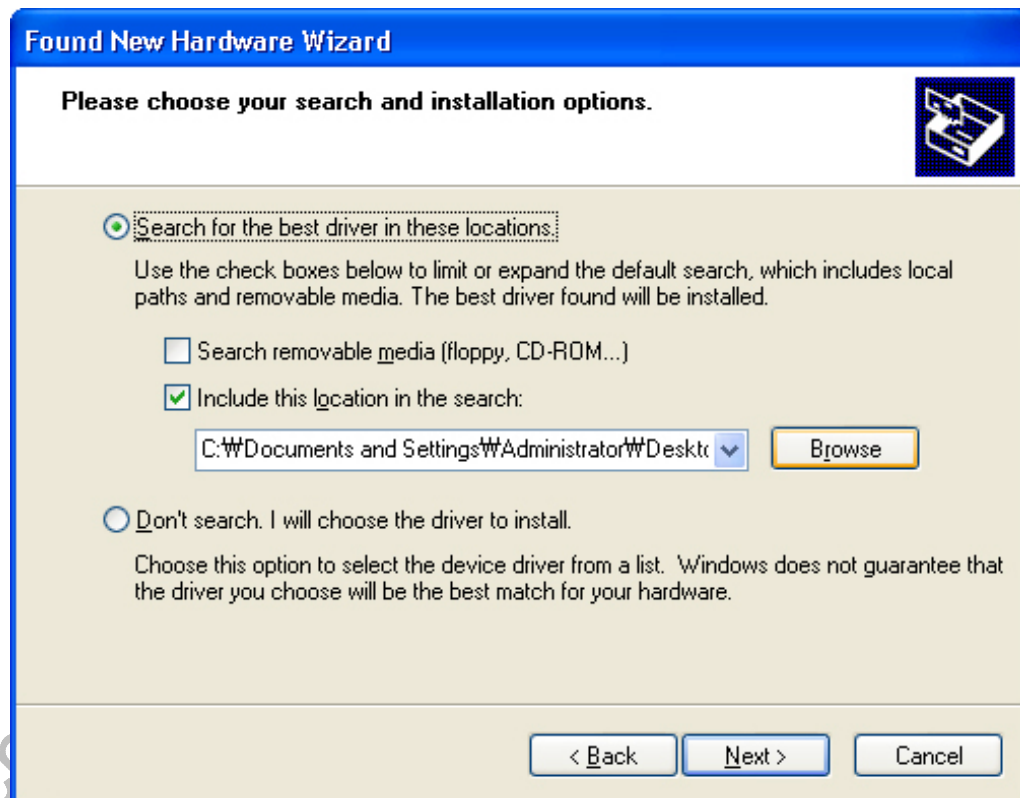 Found New Hardware Wizard
Please choose your search and installation options.
Search for the best driver in these locations.
Use the check boxes below to limit or expand the default search, which includes local
paths and removable media. The best driver found will be installed.
Search removable media (floppy, CD-ROM...)
Include this location in the search:
C:₩Documents and Settings₩Administrator₩Deskto
Browse
Don't search. I will choose the driver to install.
Choose this option to select the device driver from a list.  Windows does not guarantee that
the driver you choose will be the best match for your hardware.
< Back
Next >
Cancel